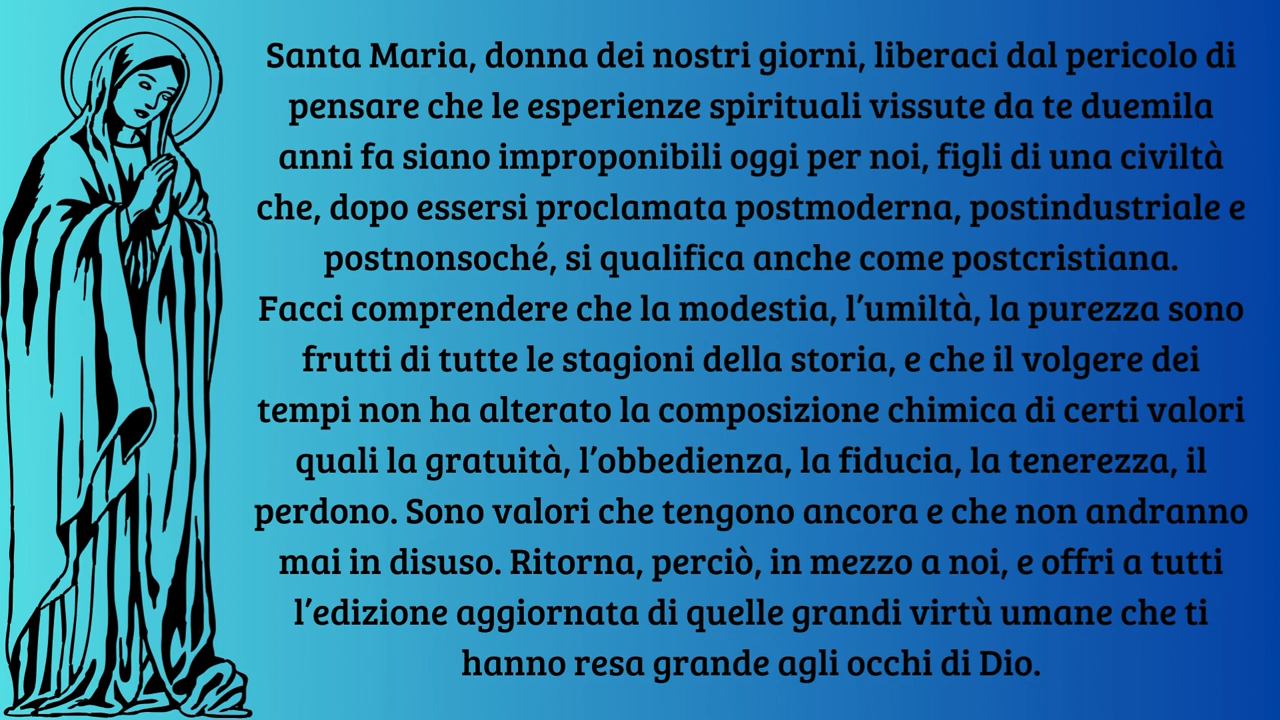 Santa Maria, donna dei nostri giorni, liberaci dal pericolo di
pensare che le esperienze spirituali vissute da te duemila
anni fa siano improponibili oggi per noi, figli di una civiltà
che, dopo essersi proclamata postmoderna, postindustriale e
postnonsoché, si qualifica anche come postcristiana.
Facci comprendere che la modestia, l’umiltà, la purezza sono
frutti di tutte le stagioni della storia, e che il volgere dei
tempi non ha alterato la composizione chimica di certi valori
quali la gratuità, l’obbedienza, la fiducia, la tenerezza, il
perdono. Sono valori che tengono ancora e che non andranno
mai in disuso. Ritorna, perciò, in mezzo a noi, e offri a tutti
l’edizione aggiornata di quelle grandi virtù umane che ti
hanno resa grande agli occhi di Dio.